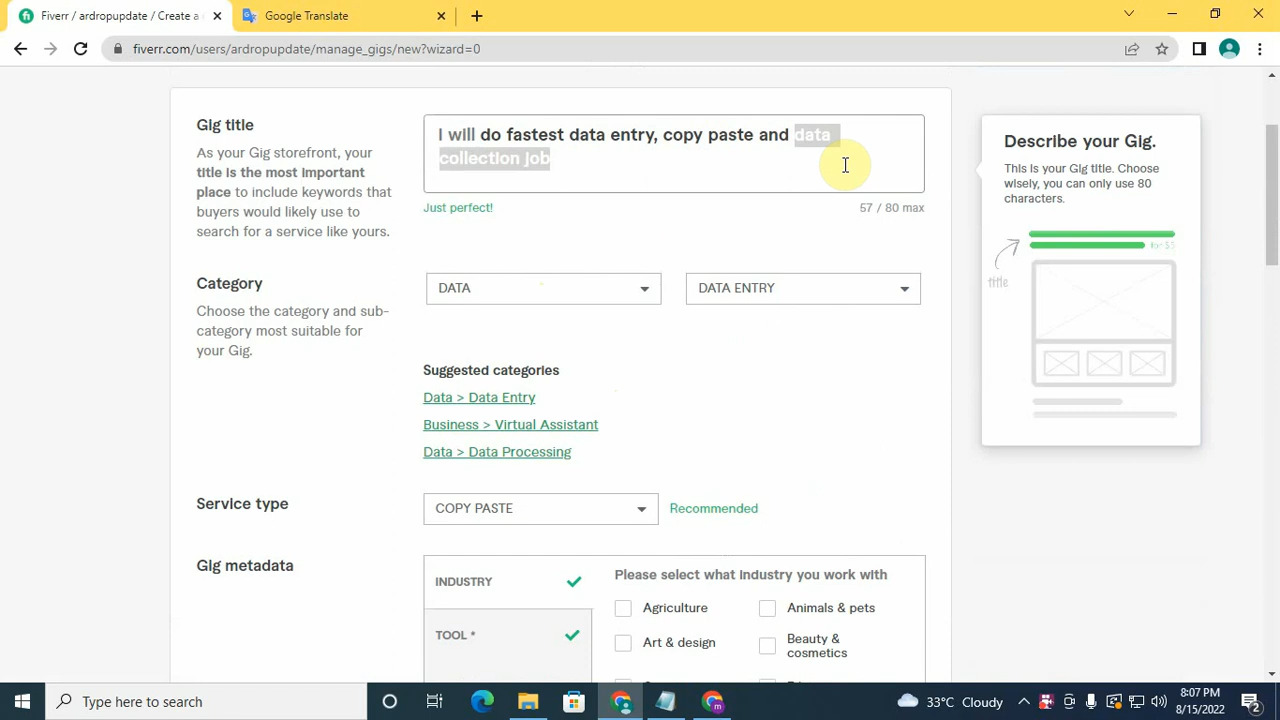 Fiverr / ardropupdate / Create a
Google Translate
fiverr.com/users/ardropupdate/manage_gigs/new?wizard=0
Gig title
As your Gig storefront, your
title is the most important
place to include keywords that
buyers would likely use to
search for a service like yours.
I will do fastest data entry, copy paste and data
collection job
Just perfect!
57 / 80 max
Describe your Gig.
This is your Gig title. Choose
wisely, you can only use 80
characters.
for $5
title
Category
Choose the category and sub-
category most suitable for
your Gig.
DATA
DATA ENTRY
Suggested categories
Data > Data Entry
Business > Virtual Assistant
Data > Data Processing
Service type
COPY PASTE
Recommended
Gig metadata
INDUSTRY
TOOL *
Please select what industry you work with
Agriculture
Animals & pets
Art & design
Beauty &
cosmetics
Type here to search
33°C Cloudy
8:07 PM
8/15/2022
2